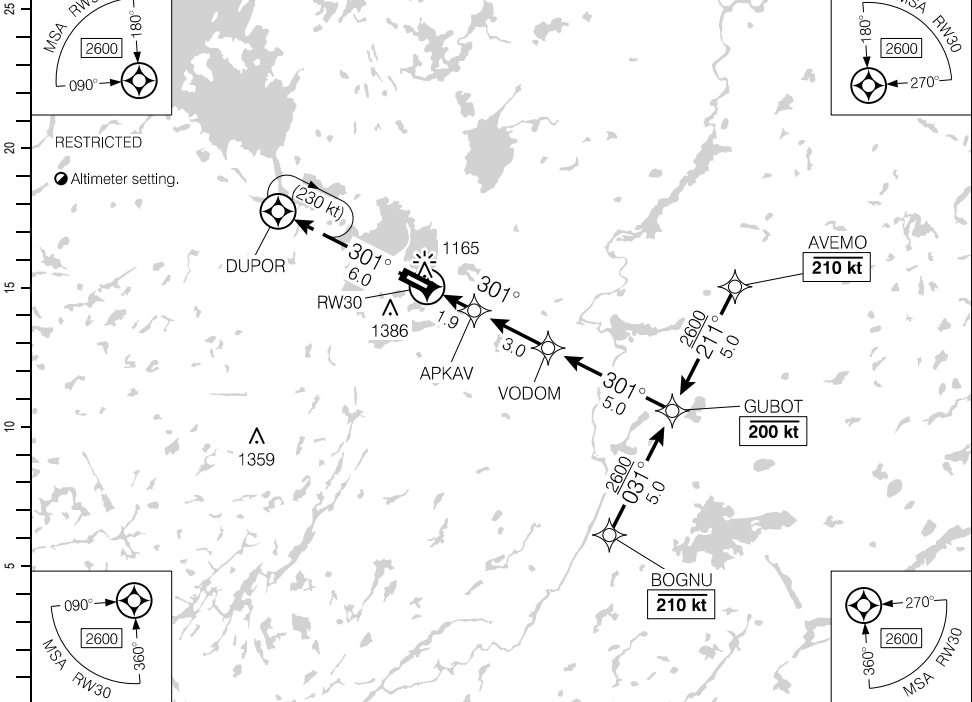 25
20
15
10
5
MSA
180°
2600
090°
MSA RW30
180°
2600
270°
RESTRICTED
Altimeter setting.
(230 kt)
DUPOR
301°
6.0
1165
RW30
1386
1.9
301°
APKAV
3.0
VODOM
301°
5.0
AVEMO
210 kt
2600
211°
5.0
GUBOT
200 kt
1359
2600
031°
5.0
BOGNU
210 kt
090°
2600
360°
MSA RW30
270°
2600
360°
MSA RW30